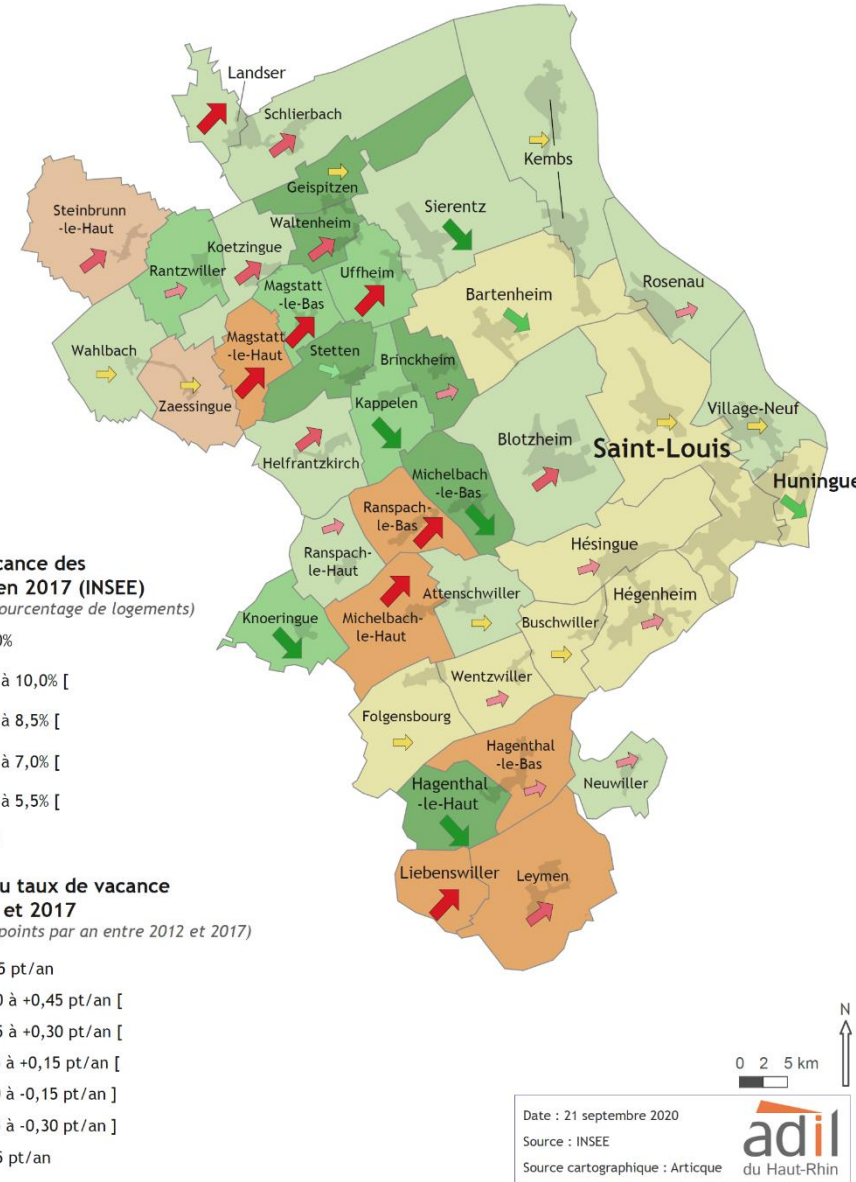 Landser
Schlierbach
Kembs
Geispitzen
Steinbrunn
-le-Haut
Sierentz
Waltenheim
Koetzingue
Rantzwiller
Uffheim
Magstatt
-le-Bas
Bartenheim
Rosenau
Magstatt
-le-Haut
Wahlbach
Stetten
Brinckheim
Zaessingue
Kappelen
Village-Neuf
Blotzheim
Saint-Louis
Helfrantzkirch
Michelbach
-le-Bas
Huningue
Ranspach-
le-Bas
Ranspach-
le-Haut
Hésingue
Attenschwiller
Hégenheim
Knoeringue
Michelbach-
le-Haut
Buschwiller
Wentzwiller
Folgensbourg
Hagenthal
-le-Bas
Neuwiller
Hagenthal
-le-Haut
Liebenswiller
Leymen
cance des
en 2017 (INSEE)
ourcentage de logements)
0%
à 10,0% [
à 8,5% [
à 7,0% [
à 5,5% [
u taux de vacance
et 2017
points par an entre 2012 et 2017)
5 pt/an
0 à +0,45 pt/an [
5 à +0,30 pt/an [
à +0,15 pt/an [
0 à -0,15 pt/an ]
à -0,30 pt/an ]
5 pt/an
N
0 2 5 km
Date : 21 septembre 2020
Source : INSEE
Source cartographique : Articque
adil
du Haut-Rhin